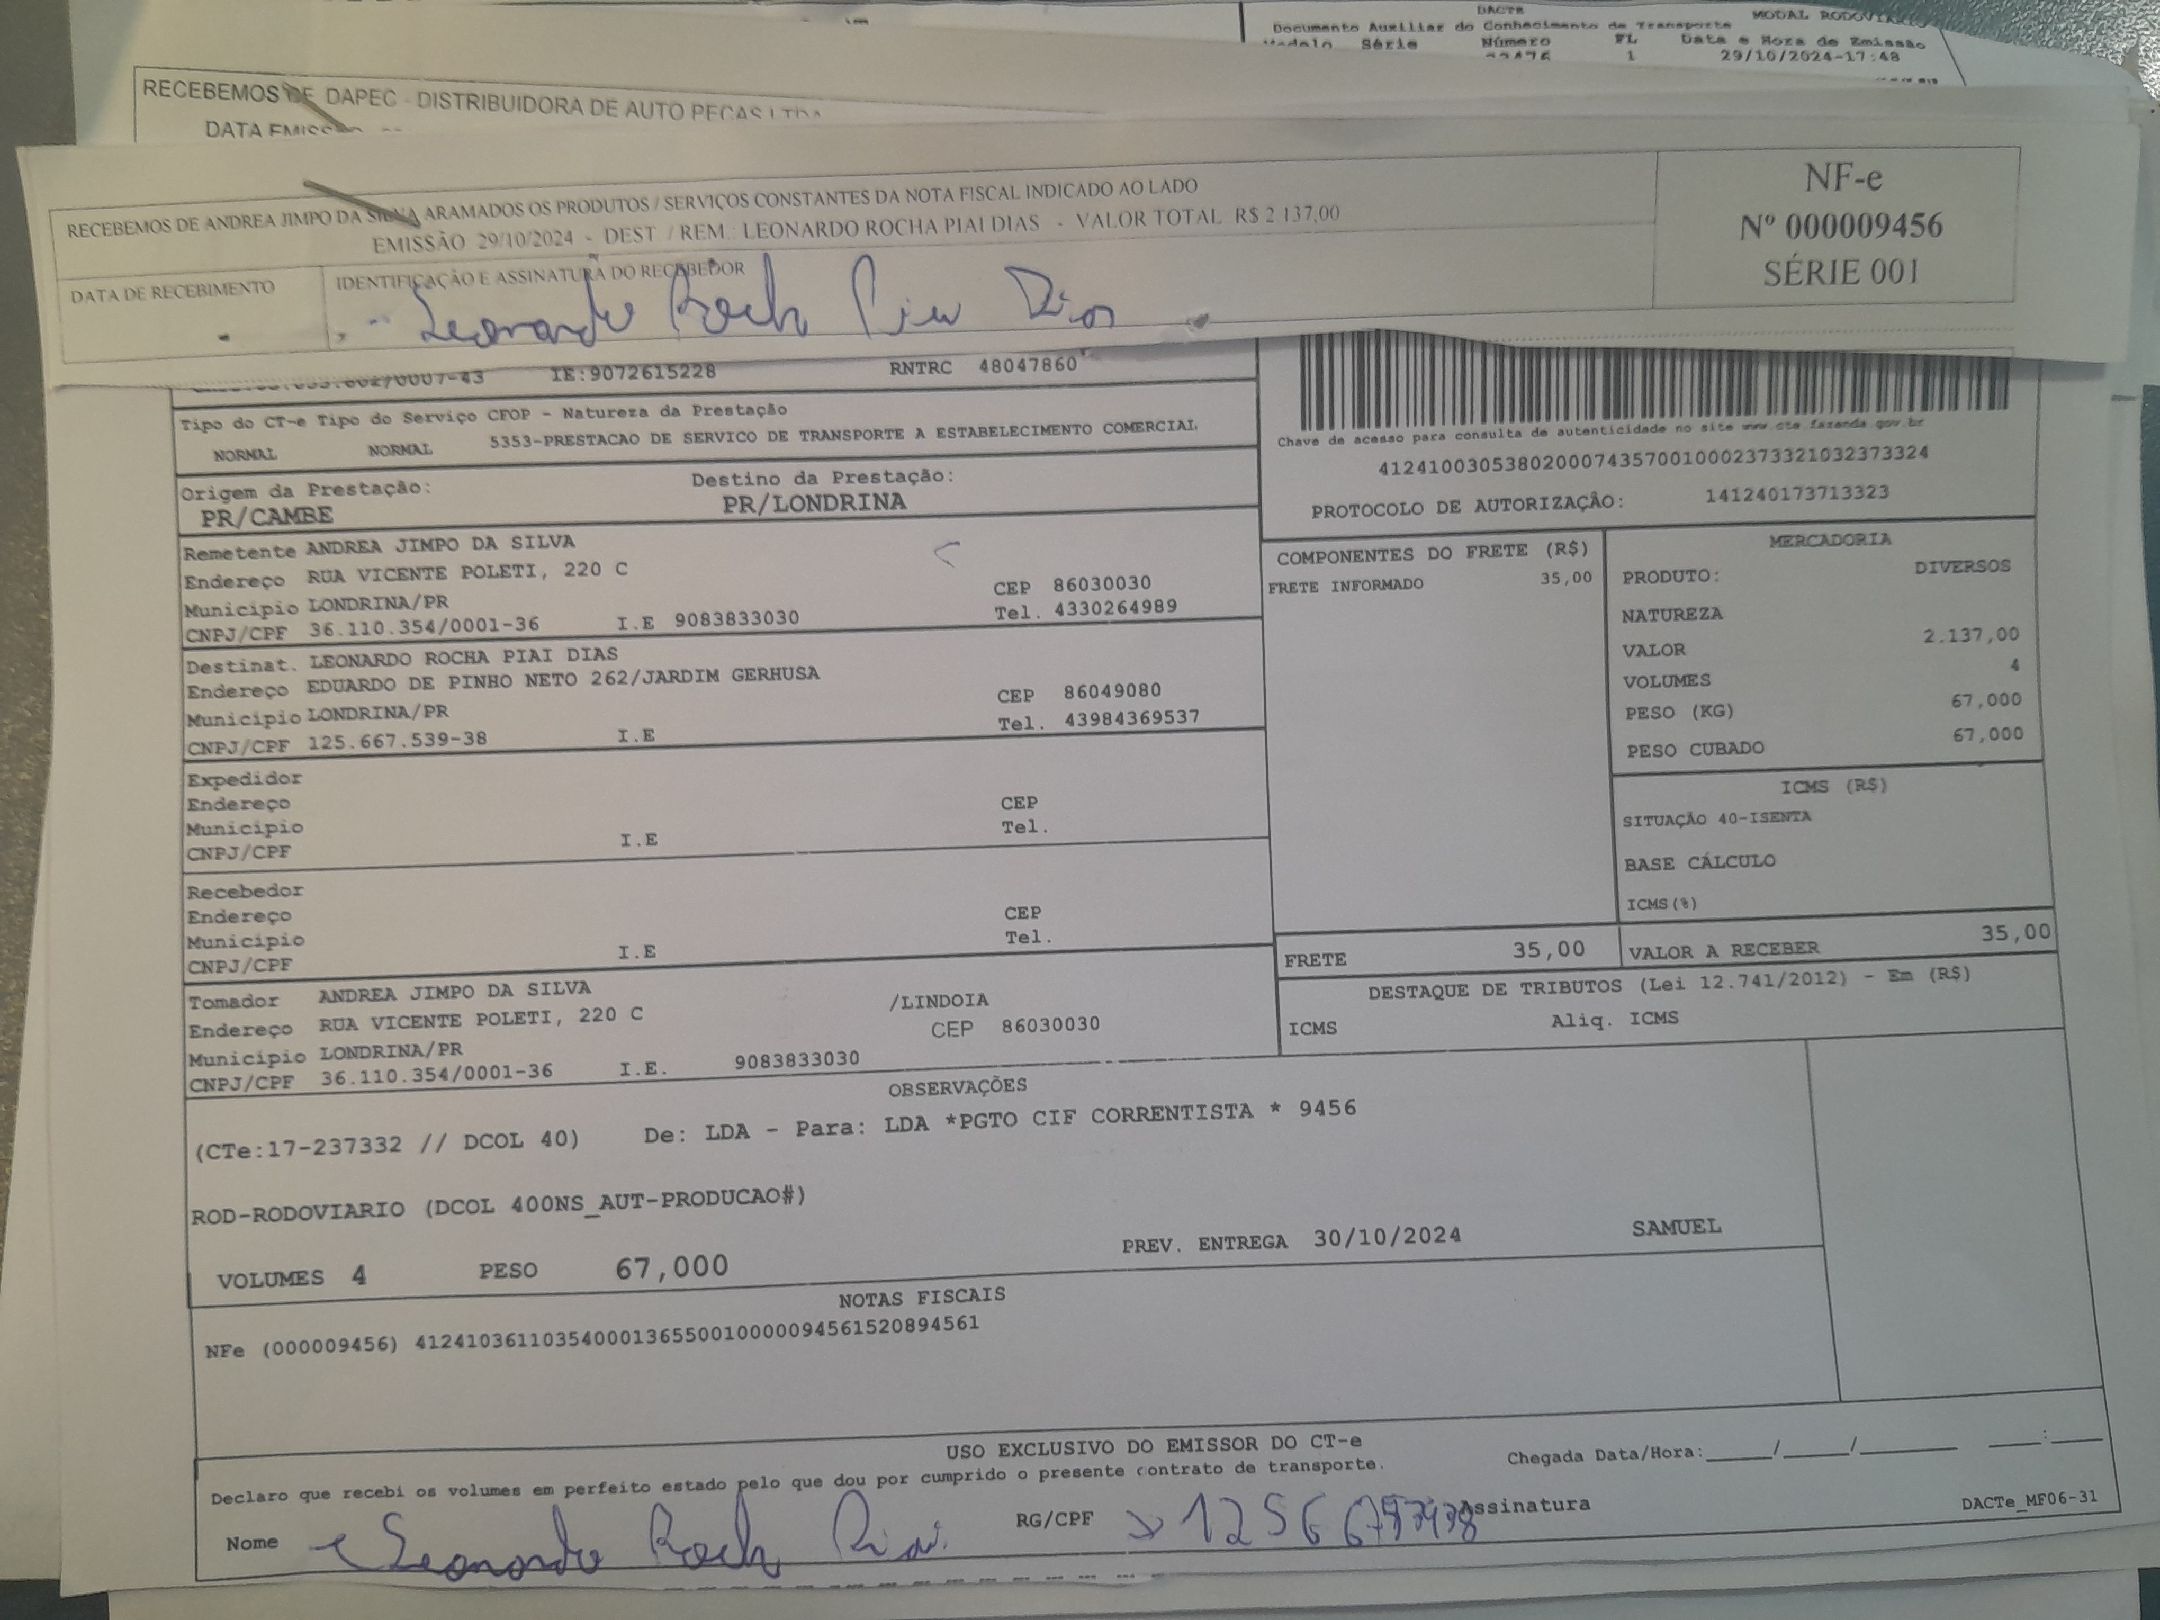 DACTE
Documento Auxiliar do Conhecimento de Transporte MODAL RODOVIÁRIO
Modelo Série Número FL Data e Hora de Emissão
1 29/10/2024-17:48
RECEBEMOS DE DAPEC - DISTRIBUIDORA DE AUTO PECAS LTDA
DATA EMISSÃO
RECEBEMOS DE ANDREA JIMPO DA SILVA ARAMADOS OS PRODUTOS / SERVIÇOS CONSTANTES DA NOTA FISCAL INDICADO AO LADO
EMISSÃO 29/10/2024 - DEST / REM.: LEONARDO ROCHA PIAI DIAS - VALOR TOTAL R$ 2.137,00
NF-e
Nº 000009456
SÉRIE 001
DATA DE RECEBIMENTO IDENTIFICAÇÃO E ASSINATURA DO RECEBEDOR
Leonardo Roch Piai Dias
IE:9072615228 RNTRC 48047860
Tipo do CT-e Tipo do Serviço CFOP - Natureza da Prestação
NORMAL NORMAL 5353-PRESTACAO DE SERVICO DE TRANSPORTE A ESTABELECIMENTO COMERCIAL
Chave de acesso para consulta de autenticidade no site www.cte.fazenda.gov.br
41241003053802000743570010002373321032373324
PROTOCOLO DE AUTORIZAÇÃO: 141240173713323
Origem da Prestação: Destino da Prestação:
PR/CAMBE PR/LONDRINA
Remetente ANDREA JIMPO DA SILVA
Endereço RUA VICENTE POLETI, 220 C CEP 86030030
Município LONDRINA/PR Tel. 4330264989
CNPJ/CPF 36.110.354/0001-36 I.E 9083833030
Destinat. LEONARDO ROCHA PIAI DIAS
Endereço EDUARDO DE PINHO NETO 262/JARDIM GERHUSA CEP 86049080
Município LONDRINA/PR Tel. 43984369537
CNPJ/CPF 125.667.539-38 I.E
Expedidor
Endereço CEP
Município Tel.
CNPJ/CPF I.E
Recebedor
Endereço CEP
Município Tel.
CNPJ/CPF I.E
Tomador ANDREA JIMPO DA SILVA /LINDOIA
Endereço RUA VICENTE POLETI, 220 C CEP 86030030
Município LONDRINA/PR
CNPJ/CPF 36.110.354/0001-36 I.E. 9083833030
COMPONENTES DO FRETE (R$)
FRETE INFORMADO 35,00
MERCADORIA
PRODUTO: DIVERSOS
NATUREZA
VALOR 2.137,00
VOLUMES 4
PESO (KG) 67,000
PESO CUBADO 67,000
ICMS (R$)
SITUAÇÃO 40-ISENTA
BASE CÁLCULO
ICMS(%)
FRETE 35,00 VALOR A RECEBER 35,00
DESTAQUE DE TRIBUTOS (Lei 12.741/2012) - Em (R$)
ICMS Aliq. ICMS
OBSERVAÇÕES
(CTe:17-237332 // DCOL 40) De: LDA - Para: LDA *PGTO CIF CORRENTISTA * 9456
ROD-RODOVIARIO (DCOL 400NS_AUT-PRODUCAO#)
VOLUMES 4 PESO 67,000 PREV. ENTREGA 30/10/2024 SAMUEL
NOTAS FISCAIS
NFe (000009456) 41241036110354000136550010000094561520894561
USO EXCLUSIVO DO EMISSOR DO CT-e
Declaro que recebi os volumes em perfeito estado pelo que dou por cumprido o presente contrato de transporte. Chegada Data/Hora:_____/_____/_______ ____:____
Nome Leonardo Roch Piai RG/CPF Assinatura
DACTe_MF06-31